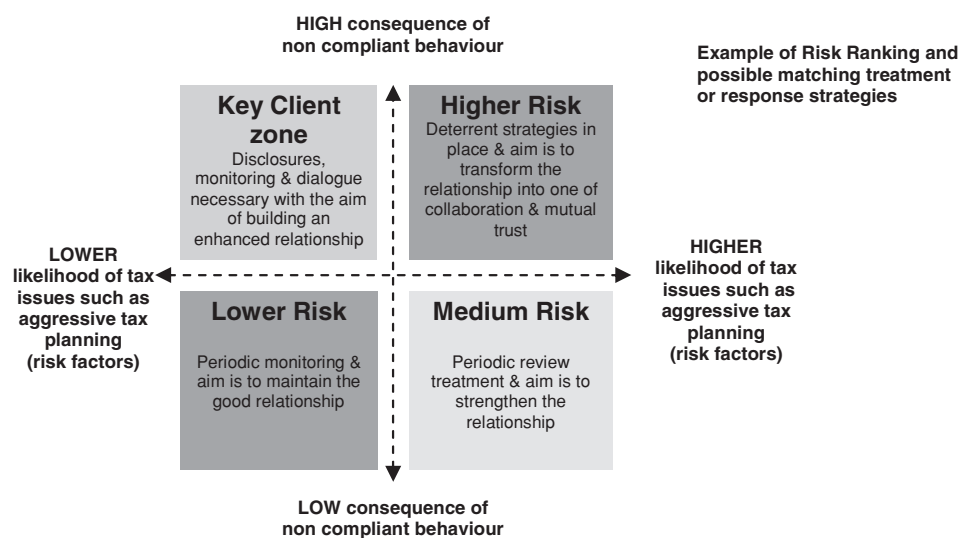 HIGH consequence of
non compliant behaviour
Example of Risk Ranking and
possible matching treatment
or response strategies
Key Client
zone
Disclosures,
monitoring & dialogue
necessary with the aim
of building an
enhanced relationship
Higher Risk
Deterrent strategies in
place & aim is to
transform the
relationship into one of
collaboration & mutual
trust
LOWER
likelihood of tax
issues such as
aggressive tax
planning
(risk factors)
HIGHER
likelihood of tax
issues such as
aggressive tax
planning
(risk factors)
Lower Risk
Periodic monitoring &
aim is to maintain the
good relationship
Medium Risk
Periodic review
treatment & aim is to
strengthen the
relationship
LOW consequence of
non compliant behaviour